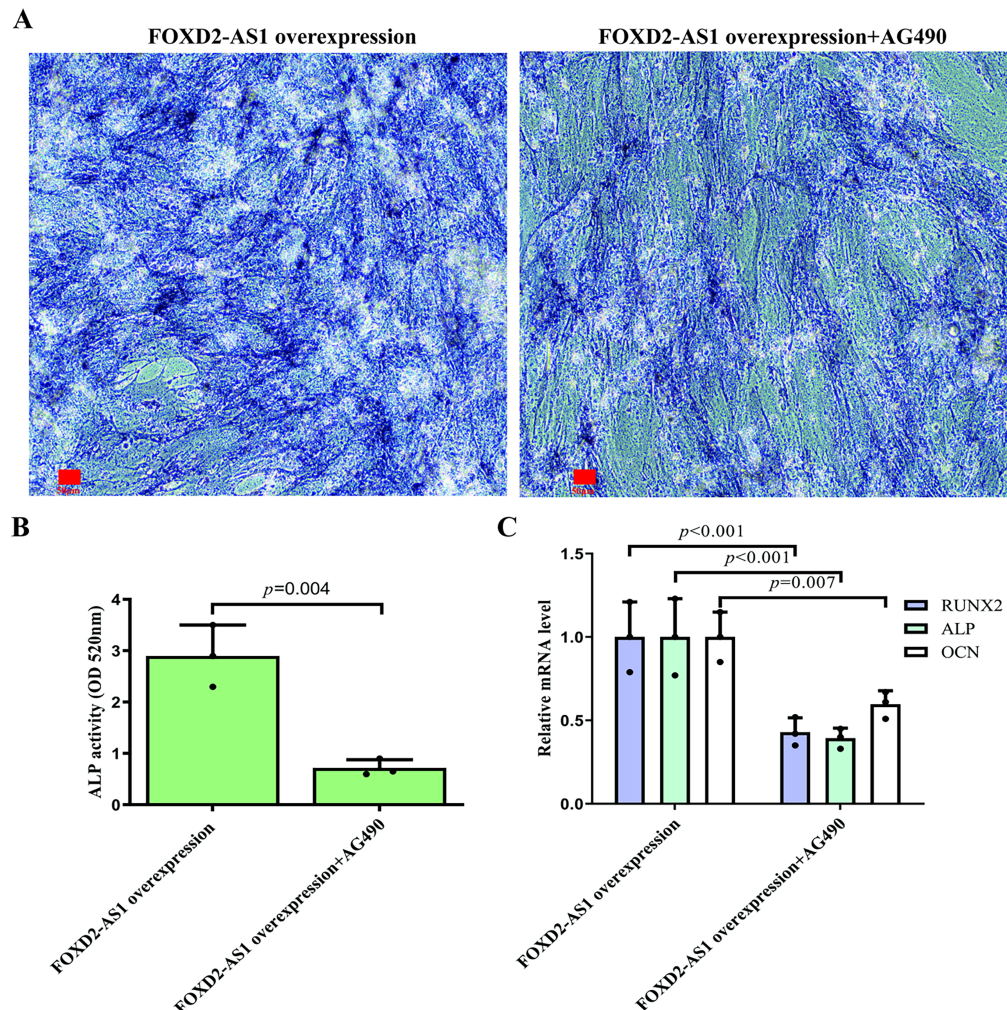 A
FOXD2-AS1 overexpression
FOXD2-AS1 overexpression+AG490
B
ALP activity (OD 520nm)
4
3
2
1
0
p=0.004
FOXD2-AS1 overexpression
FOXD2-AS1 overexpression+AG490
C
Relative mRNA level
1.5
1.0
0.5
0.0
p<0.001
p<0.001
p=0.007
RUNX2
ALP
OCN
FOXD2-AS1 overexpression
FOXD2-AS1 overexpression+AG490